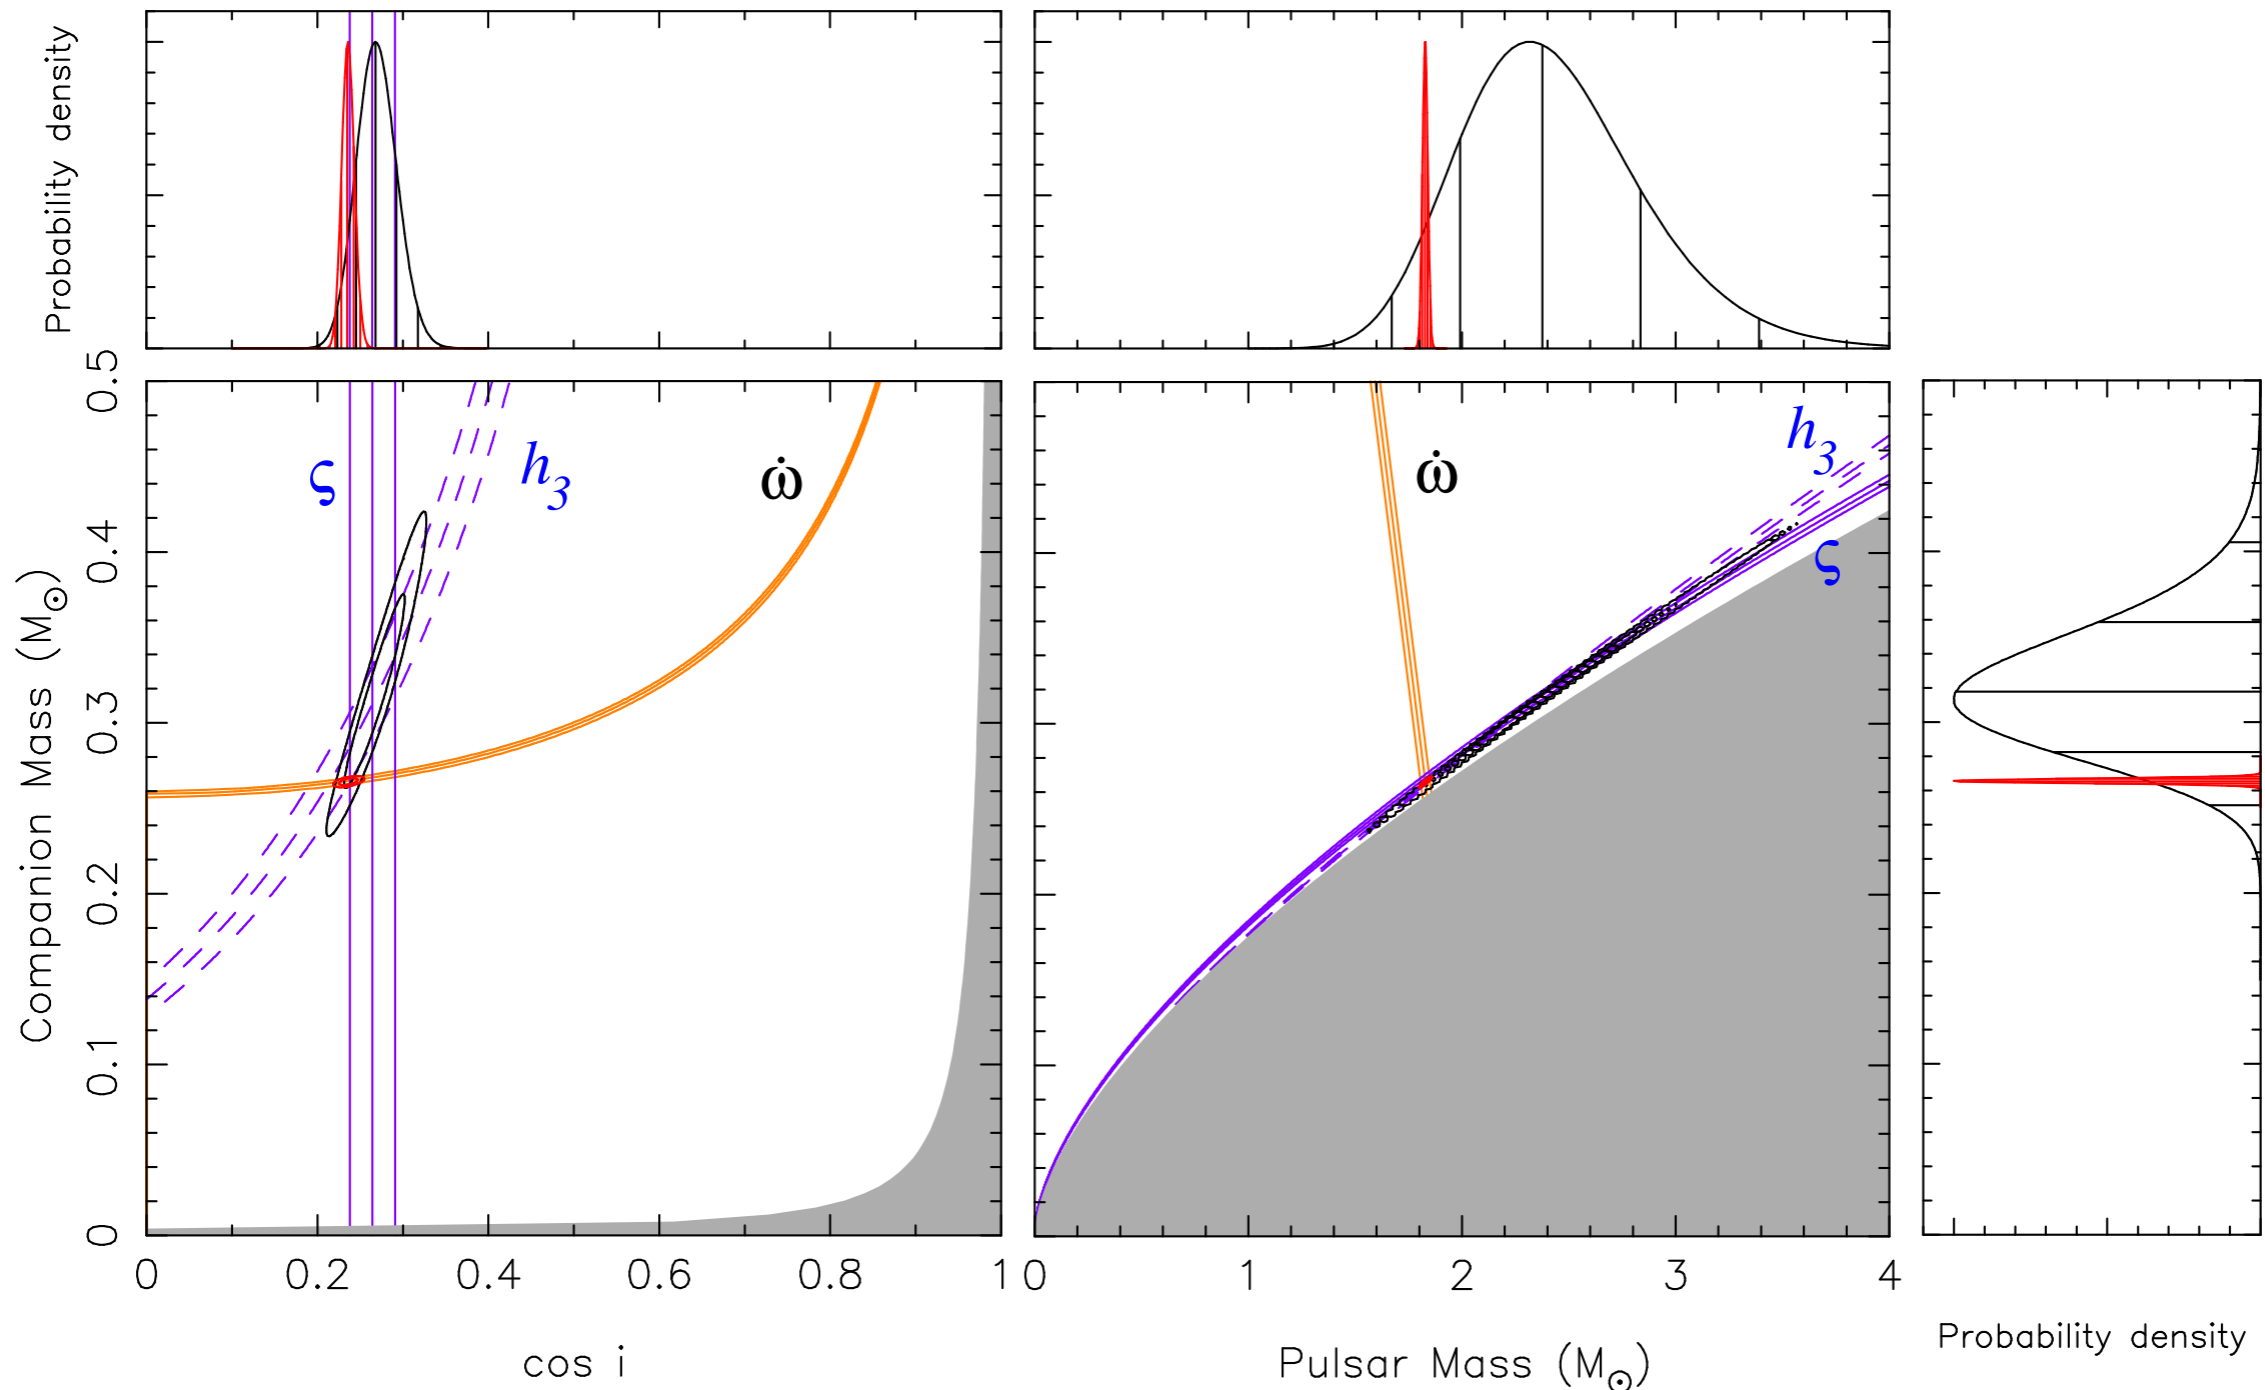 Probability density
0.5
0.4
0.3
0.2
0.1
0
Companion Mass (M☉)
ς
h3
ω̇
ω̇
h3
ς
0 0.2 0.4 0.6 0.8 1
0 1 2 3 4
cos i
Pulsar Mass (M☉)
Probability density